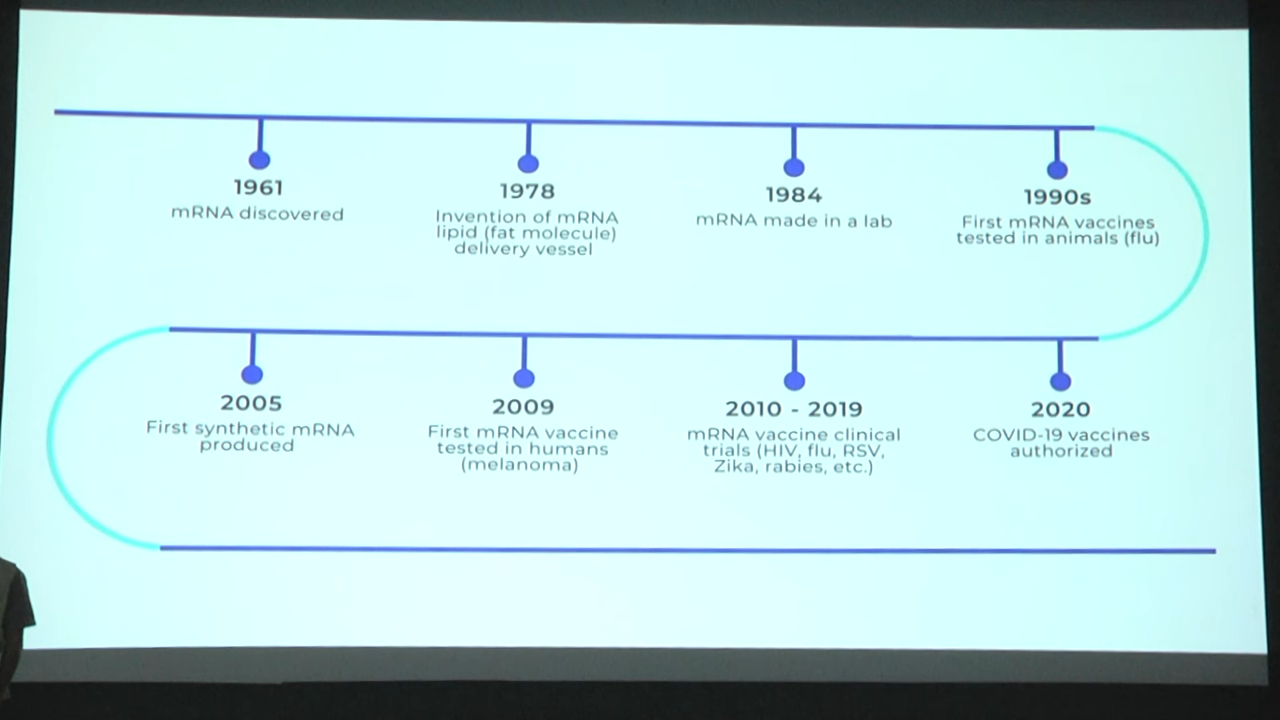 1961
mRNA discovered
1978
Invention of mRNA
lipid (fat molecule)
delivery vessel
1984
mRNA made in a lab
1990s
First mRNA vaccines
tested in animals (flu)
2005
First synthetic mRNA
produced
2009
First mRNA vaccine
tested in humans
(melanoma)
2010 - 2019
mRNA vaccine clinical
trials (HIV, flu, RSV,
Zika, rabies, etc.)
2020
COVID-19 vaccines
authorized